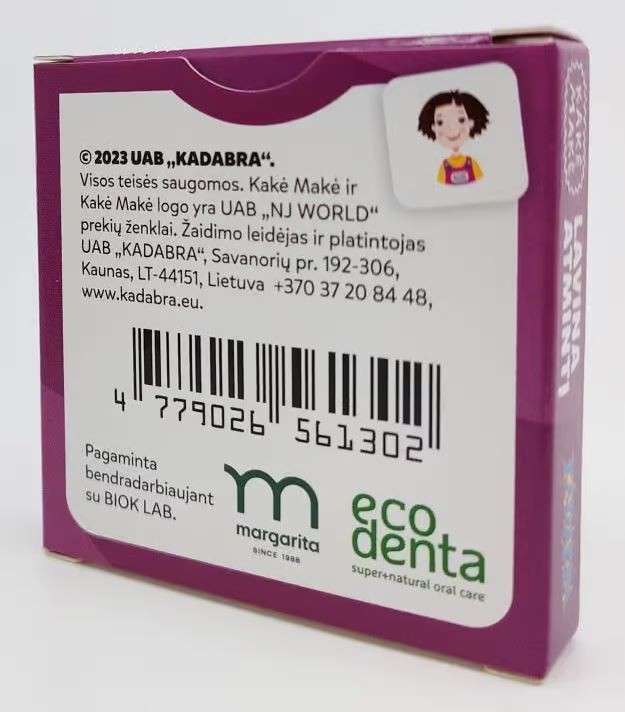 © 2023 UAB „KADABRA“.
Visos teisės saugomos. Kakė Makė ir
Kakė Makė logo yra UAB „NJ WORLD“
prekių ženklai. Žaidimo leidėjas ir platintojas
UAB „KADABRA“, Savanorių pr. 192-306,
Kaunas, LT-44151, Lietuva +370 37 20 84 48,
www.kadabra.eu.
4 779026 561302
Pagaminta
bendradarbiaujant
su BIOK LAB.
m
margarita
SINCE 1988
eco
denta
super+natural oral care
KAKĖ
MAKĖ
LAVINA
ATMINTĮ